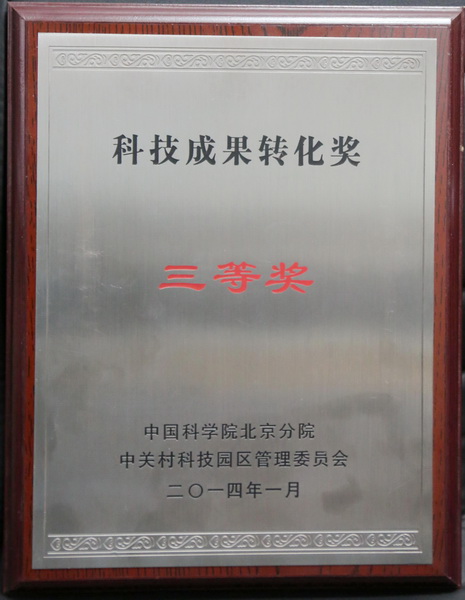 科技成果转化奖
三等奖
中国科学院北京分院
中关村科技园区管理委员会
二〇一四年一月